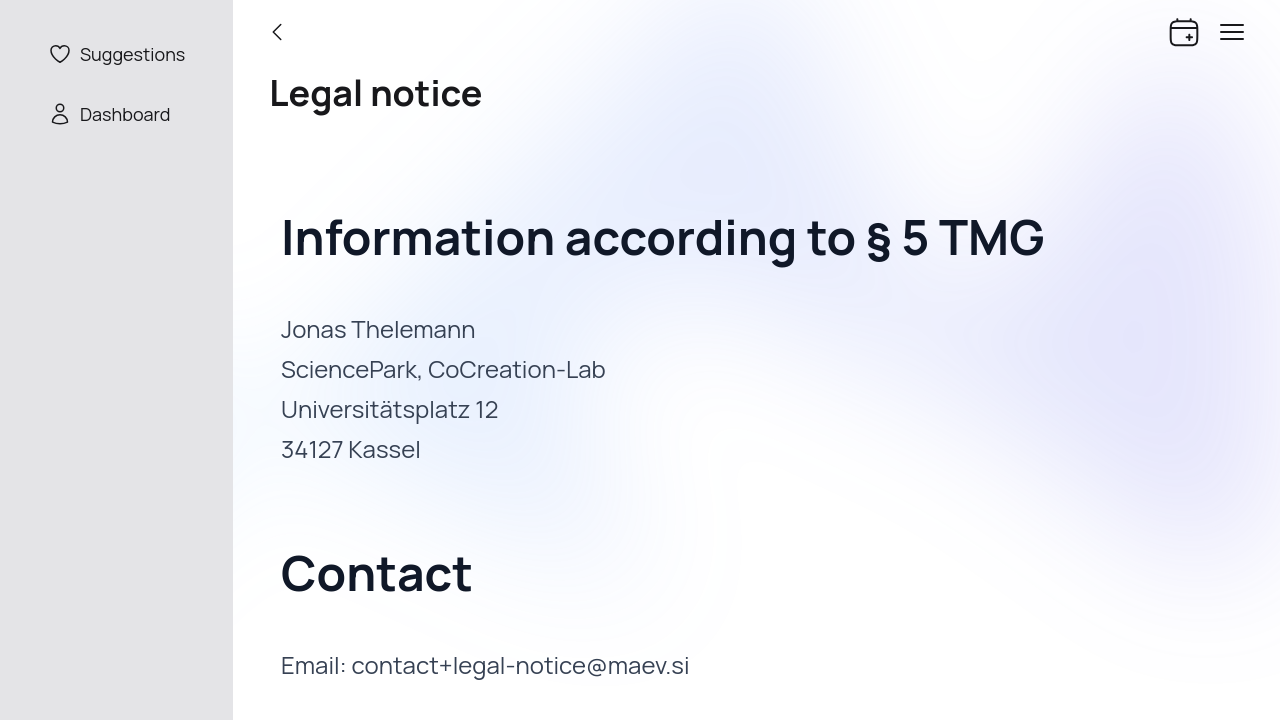 Suggestions
Dashboard
Legal notice
Information according to § 5 TMG
Jonas Thelemann
SciencePark, CoCreation-Lab
Universitätsplatz 12
34127 Kassel
Contact
Email: contact+legal-notice@maev.si